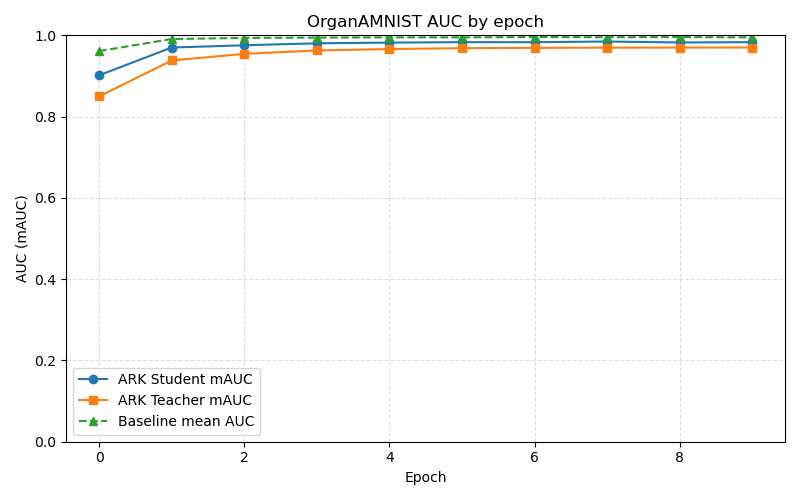 OrganAMNIST AUC by epoch
AUC (mAUC)
1.0
0.8
0.6
0.4
0.2
0.0
ARK Student mAUC
ARK Teacher mAUC
Baseline mean AUC
0 2 4 6 8
Epoch